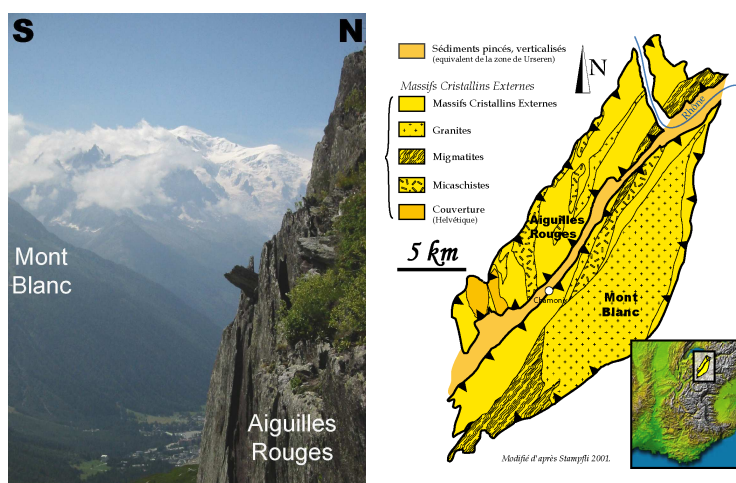 S
N
Mont
Blanc
Aiguilles
Rouges
Sédiments pincés, verticalisés
(equivalent de la zone de Urseren)
Massifs Cristallins Externes
Massifs Cristallins Externes
Granites
Migmatites
Micaschistes
Couverture
(Helvétique)
5 km
N
Rhône
Aiguilles
Rouges
Chamonix
Mont
Blanc
Modifié d'après Stampfli 2001.